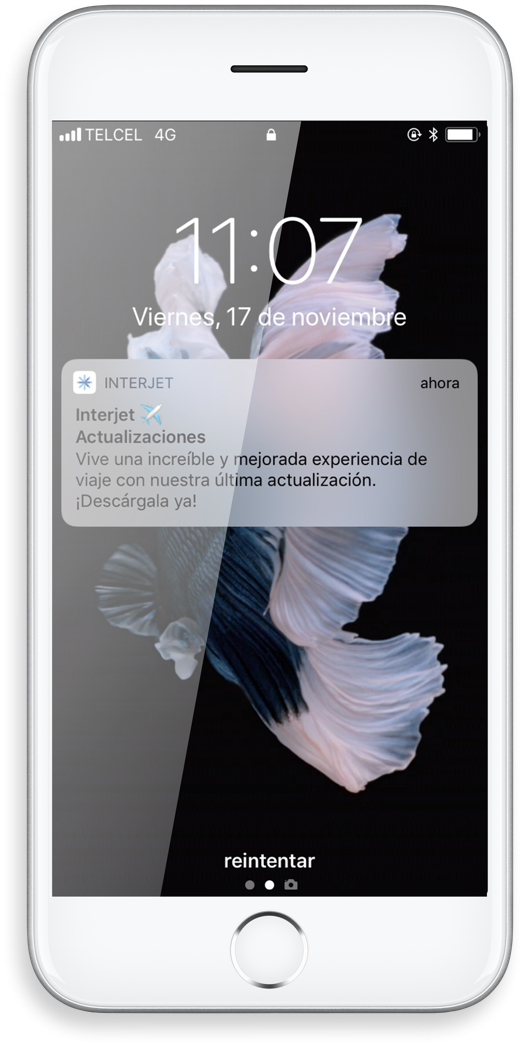 TELCEL 4G
11:07
Viernes, 17 de noviembre
INTERJET ahora
Interjet ✈️
Actualizaciones
Vive una increíble y mejorada experiencia de
viaje con nuestra última actualización.
¡Descárgala ya!
reintentar